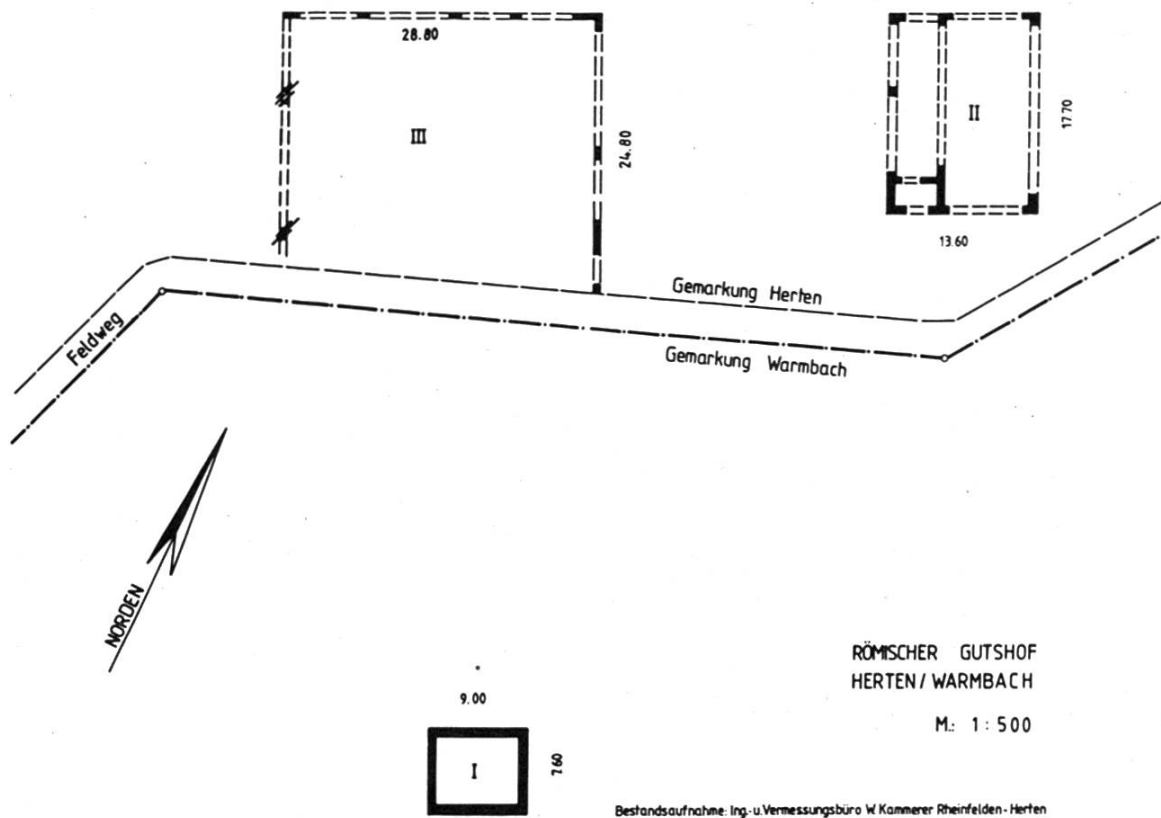 28.80
III
24.80
II
17.70
13.60
Gemarkung Herten
Feldweg
Gemarkung Warmbach
NORDEN
RÖMISCHER GUTSHOF
HERTEN / WARMBACH
M.: 1 : 500
9.00
I
7.60
Bestandsaufnahme: Ing.-u. Vermessungsbüro W. Kammerer Rheinfelden - Herten